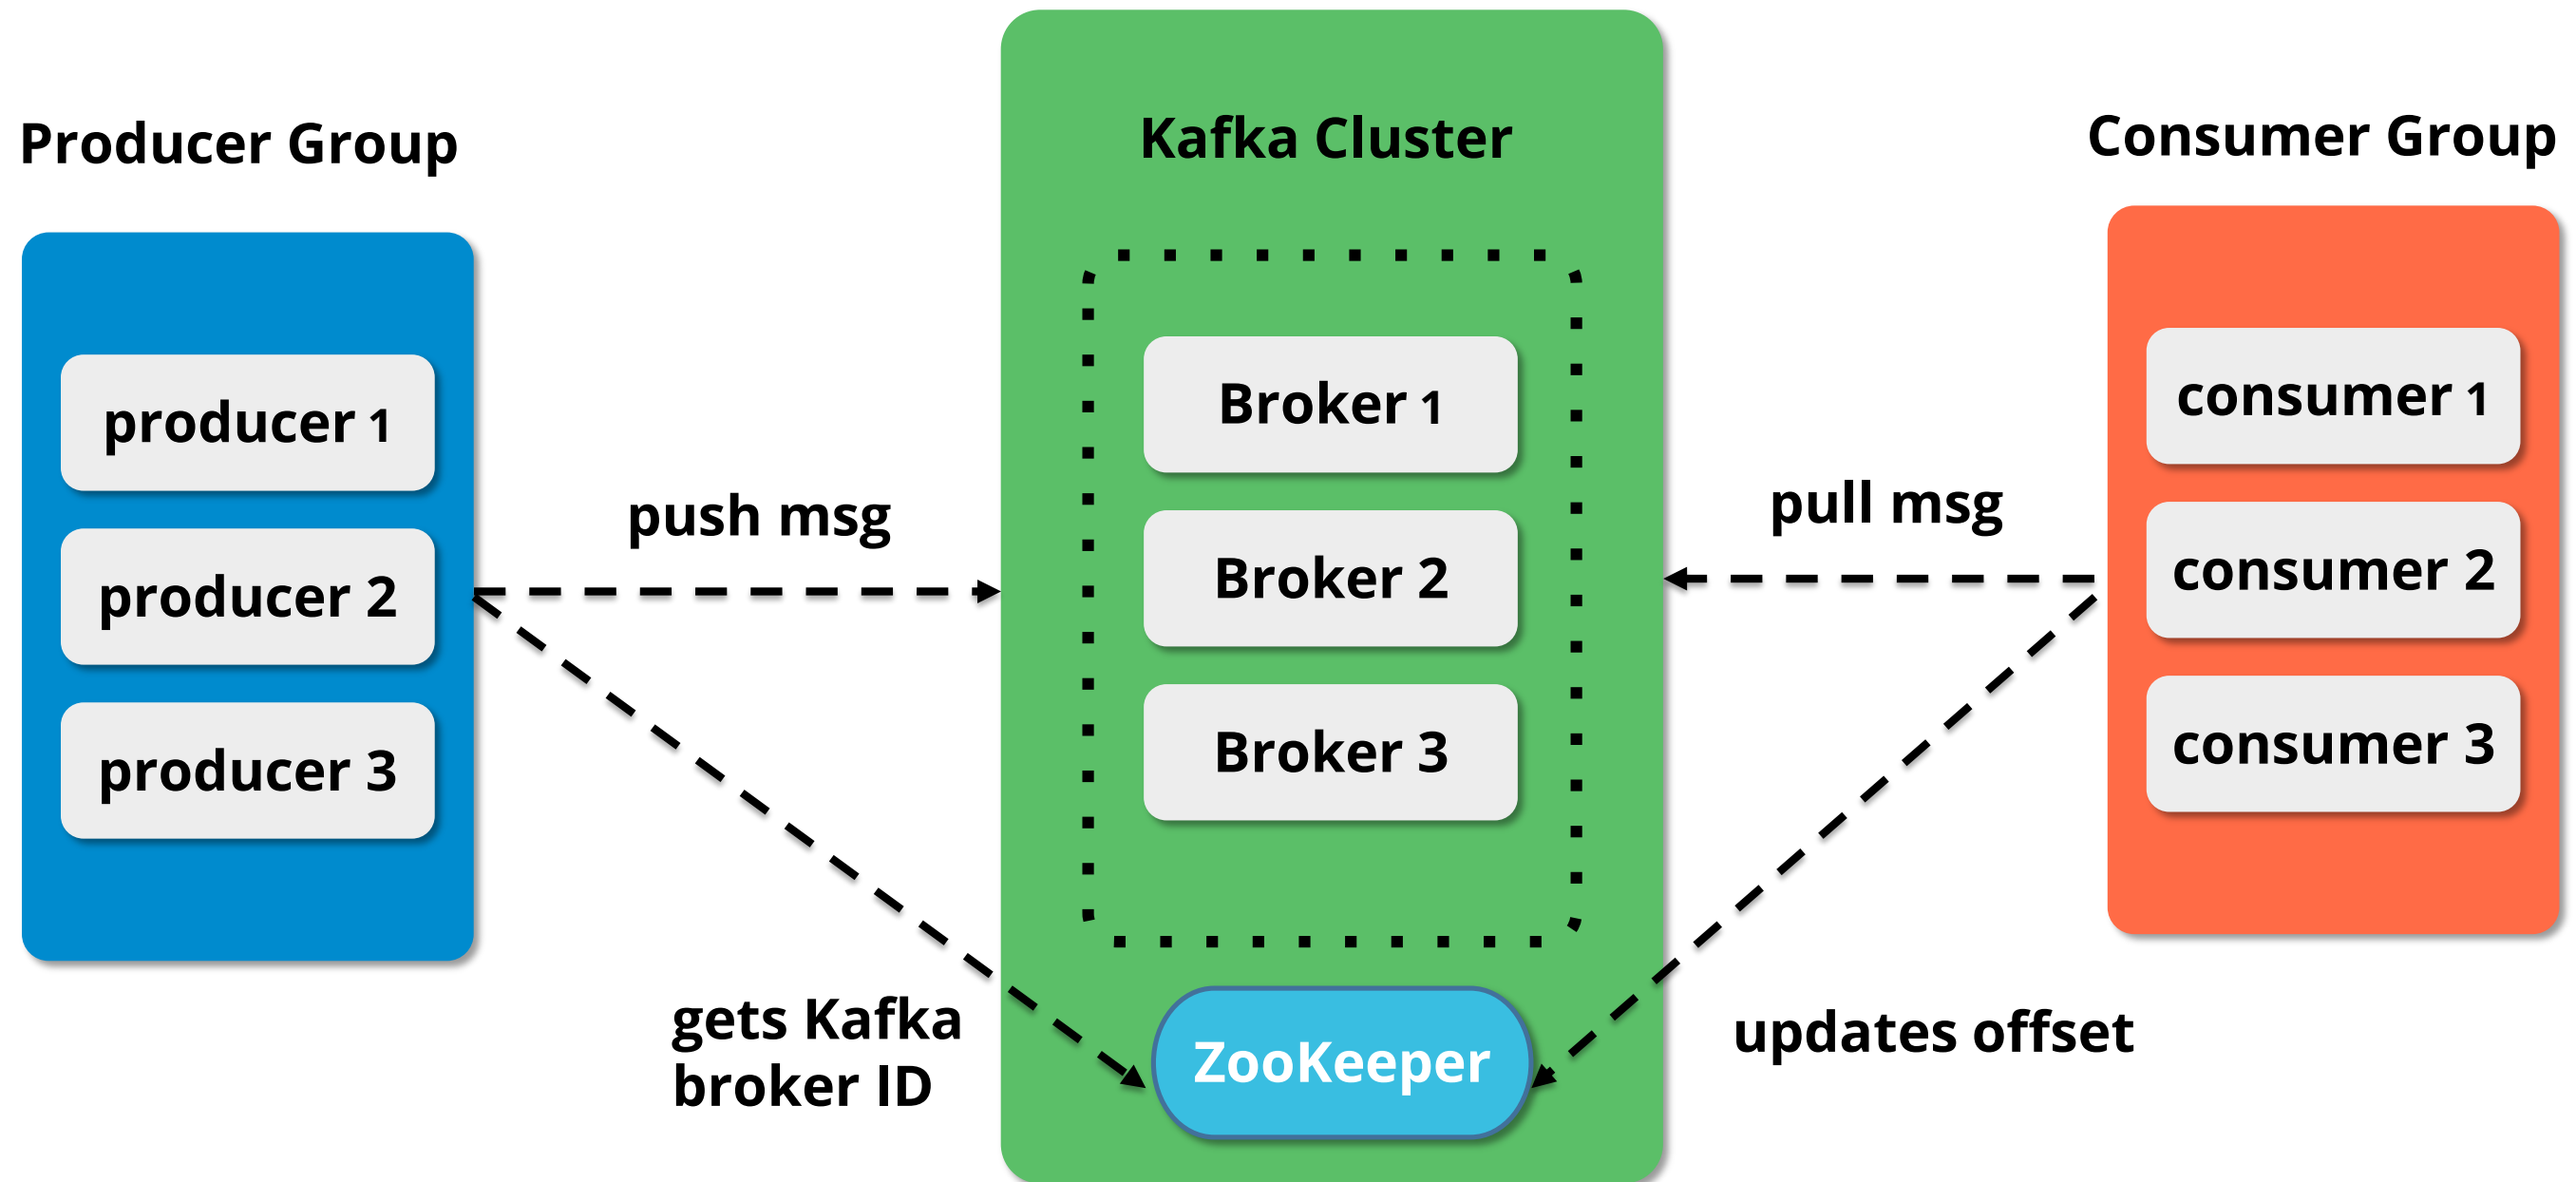 Producer Group
producer 1
producer 2
producer 3
push msg
gets Kafka
broker ID
Kafka Cluster
Broker 1
Broker 2
Broker 3
ZooKeeper
pull msg
updates offset
Consumer Group
consumer 1
consumer 2
consumer 3